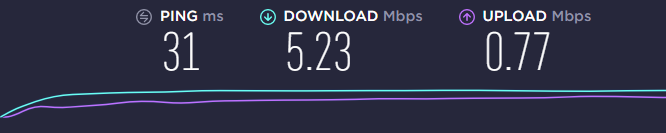 PING ms DOWNLOAD Mbps UPLOAD Mbps
31 5.23 0.77